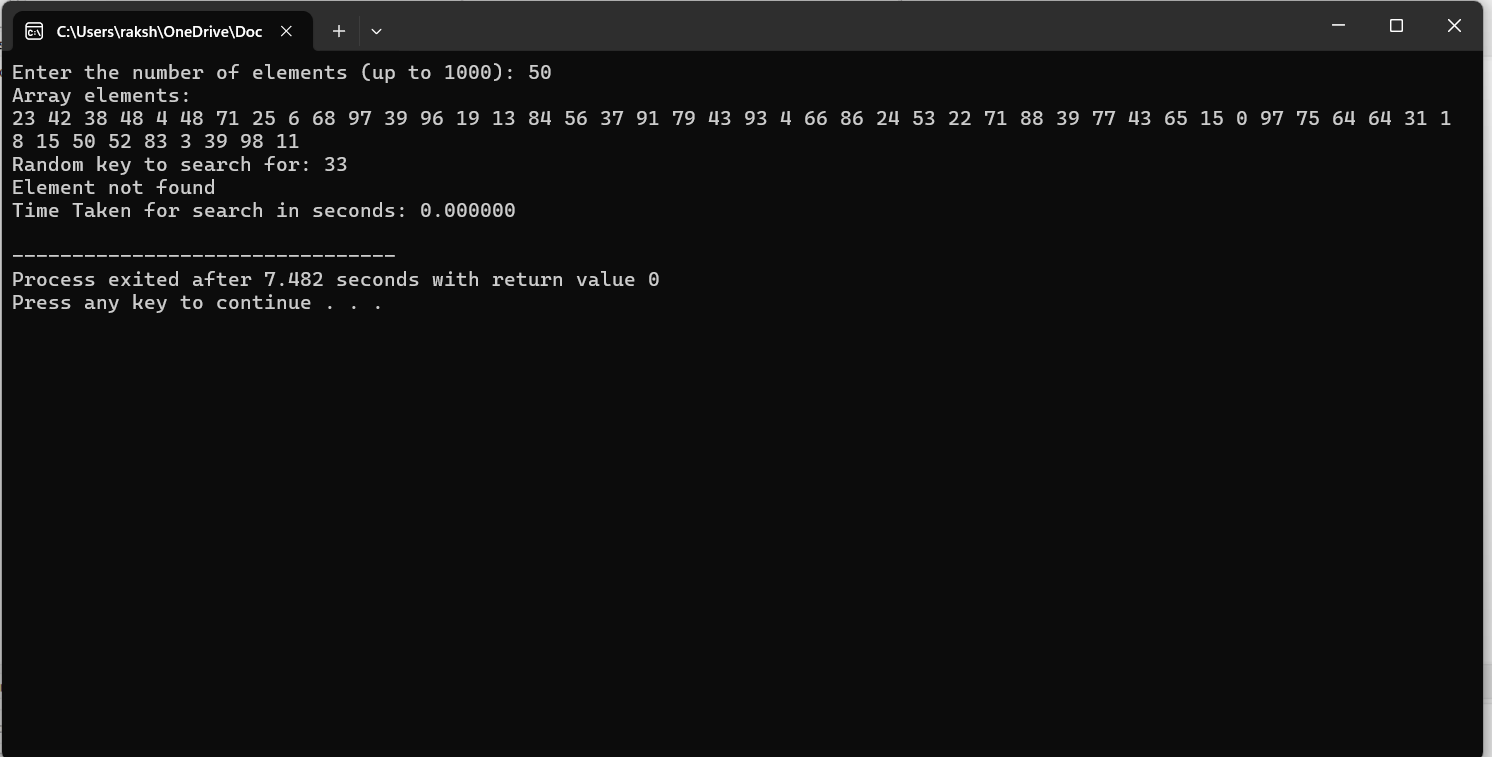 C:\Users\raksh\OneDrive\Doc
Enter the number of elements (up to 1000): 50
Array elements:
23 42 38 48 4 48 71 25 6 68 97 39 96 19 13 84 56 37 91 79 43 93 4 66 86 24 53 22 71 88 39 77 43 65 15 0 97 75 64 64 31 1
8 15 50 52 83 3 39 98 11
Random key to search for: 33
Element not found
Time Taken for search in seconds: 0.000000
--------------------------------
Process exited after 7.482 seconds with return value 0
Press any key to continue . . .